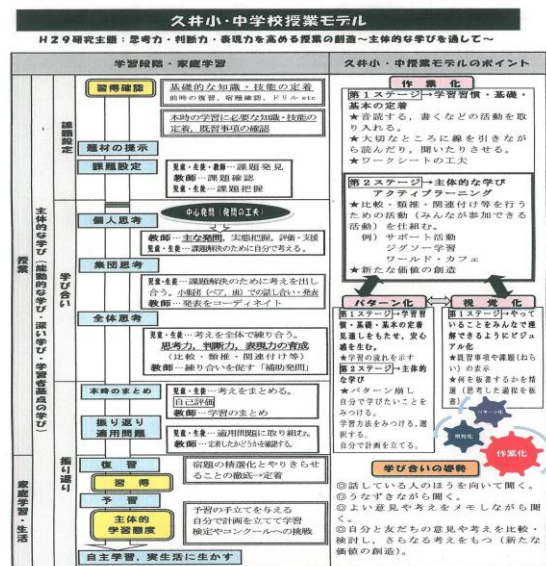 久井小・中学校授業モデル
H29研究主題：思考力・判断力・表現力を高める授業の創造～主体的な学びを通して～
学習段階・家庭学習
久井小・中授業モデルのポイント
授業
主体的な学び（能動的な学び・深い学び・学習者基点の学び）
家庭学習・生活
課題設定
学び合い
振り返り
習得確認
基礎的な知識・技能の定着
前時の復習，宿題確認，ドリルetc
本時の学習に必要な知識・技能の
定着，既習事項の確認
題材の提示
課題設定
児童・生徒・教師…課題発見
教師…課題確認
児童・生徒…課題把握
中心発問（発問の工夫）
個人思考
教師…主な発問，実態把握，評価・支援
児童・生徒…課題解決のために自分で考える。
集団思考
児童・生徒…課題解決のために考えを出し
合う。小集団（ペア，班）での話し合い・発表
教師…発表をコーディネイト
全体思考
児童・生徒…考えを全体で練り合う。
思考力，判断力，表現力の育成
（比較・類推・関連付け等）
教師…練り合いを促す「補助発問」
本時のまとめ
児童・生徒…考えをまとめる。
自己評価
教師…学習のまとめ
振り返り
適用問題
児童・生徒…適用問題に取り組む。
教師…定着したかどうかを確認する。
復習
習得
宿題の精選化とやりきらせ
ることの徹底→定着
予習
主体的
学習態度
予習の手立てを与える
自分で計画を立てて学習
検定やコンクールへの挑戦
自主学習，実生活に生かす
作業化
第1ステージ→学習習慣・基礎・
基本の定着
★音読する，書くなどの活動を取
り入れる。
★大切なところに線を引きなが
ら読んだり，聞いたりさせる。
★ワークシートの工夫
第2ステージ→主体的な学び
アクティブラーニング
★比較・類推・関連付け等を行う
ための活動（みんなが参加できる
活動）を仕組む。
例）サポート活動
ジグソー学習
ワールド・カフェ
★新たな価値の創造
パターン化
第1ステージ→学習習
慣・基礎・基本の定着
見通しをもたせ，安心
感を生む。
★学習の流れを示す
第2ステージ→主体的
な学び
★パターン崩し
自分で学びたいことを
みつける。
学習方法をみつける，選
択する。
自分で計画を立てる。
視覚化
第1ステージ→やって
いることをみんなで理解
できるようにビジュア
ル化
★既習事項や課題（ねら
い）の表示
★何を板書するかを精
選（思考した過程を板
書）
パターン化
視覚化
作業化
学び合いの姿勢
◎話している人のほうを向いて聞く。
◎うなずきながら聞く。
◎よい意見や考えをメモしながら聞
く。
◎自分と友だちの意見や考えを比較・
検討し，さらなる考えをもつ（新たな
価値の創造）。